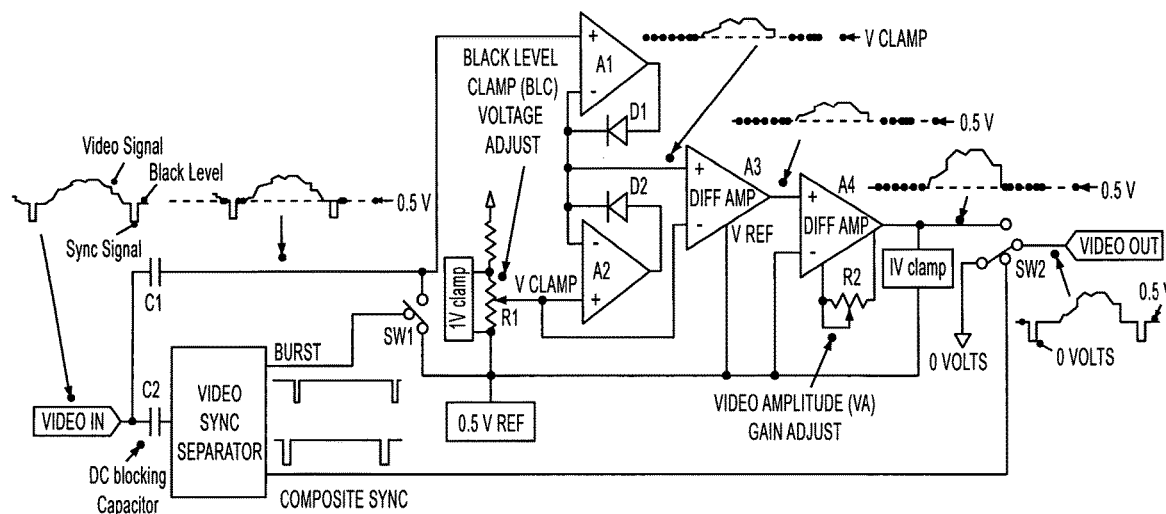 BLACK LEVEL
CLAMP (BLC)
VOLTAGE
ADJUST
+
A1
-
D1
V CLAMP
Video Signal
Black Level
Sync Signal
0.5 V
C1
0.5 V
D2
-
A2
+
A3
+
DIFF AMP
-
V REF
A4
+
DIFF AMP
-
0.5 V
1V clamp
V CLAMP
R1
SW1
R2
IV clamp
SW2
VIDEO OUT
0.5 V
0 VOLTS
0 VOLTS
BURST
C2
VIDEO IN
VIDEO
SYNC
SEPARATOR
0.5 V REF
VIDEO AMPLITUDE (VA)
GAIN ADJUST
DC blocking
Capacitor
COMPOSITE SYNC